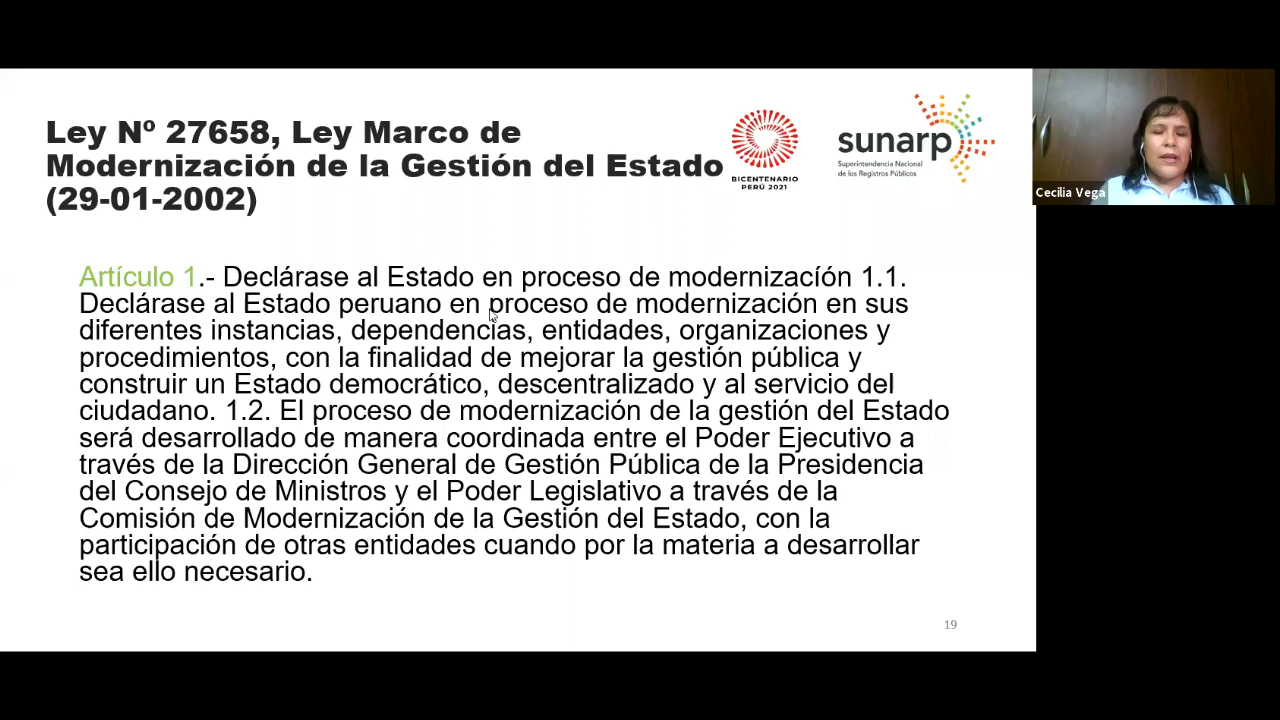 Ley Nº 27658, Ley Marco de
Modernización de la Gestión del Estado
(29-01-2002)
BICENTENARIO
PERÚ 2021
sunarp
Superintendencia Nacional
de los Registros Públicos
Cecilia Vega
Artículo 1.- Declárase al Estado en proceso de modernizacíón 1.1.
Declárase al Estado peruano en proceso de modernización en sus
diferentes instancias, dependencias, entidades, organizaciones y
procedimientos, con la finalidad de mejorar la gestión pública y
construir un Estado democrático, descentralizado y al servicio del
ciudadano. 1.2. El proceso de modernización de la gestión del Estado
será desarrollado de manera coordinada entre el Poder Ejecutivo a
través de la Dirección General de Gestión Pública de la Presidencia
del Consejo de Ministros y el Poder Legislativo a través de la
Comisión de Modernización de la Gestión del Estado, con la
participación de otras entidades cuando por la materia a desarrollar
sea ello necesario.
19